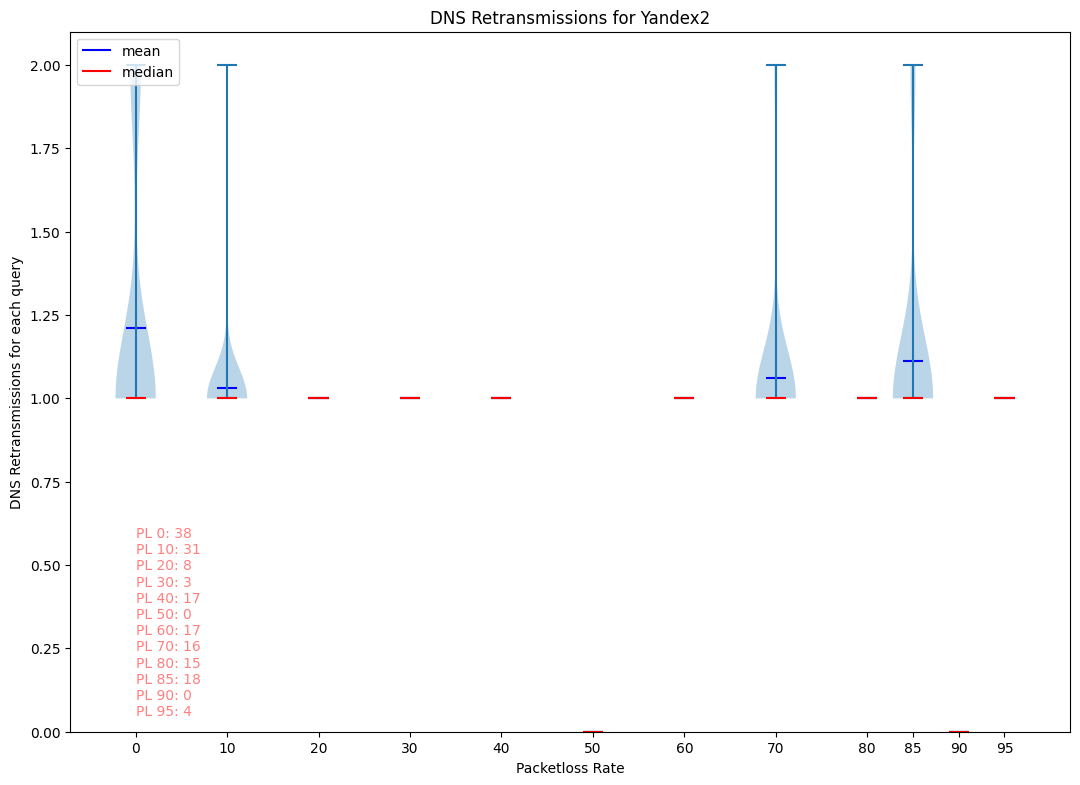 DNS Retransmissions for Yandex2
mean
median
DNS Retransmissions for each query
2.00
1.75
1.50
1.25
1.00
0.75
0.50
0.25
0.00
PL 0: 38
PL 10: 31
PL 20: 8
PL 30: 3
PL 40: 17
PL 50: 0
PL 60: 17
PL 70: 16
PL 80: 15
PL 85: 18
PL 90: 0
PL 95: 4
0 10 20 30 40 50 60 70 80 85 90 95
Packetloss Rate